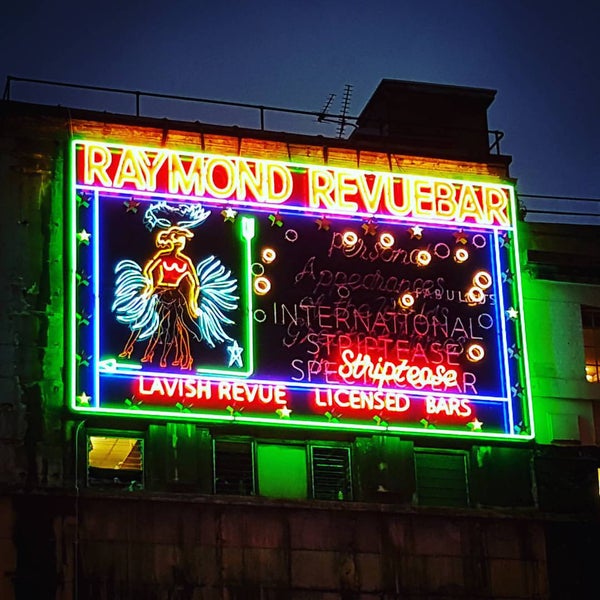 RAYMOND REVUEBAR
Personal
Appearances
FABULOUS
INTERNATIONAL
STRIPTEASE
Striptease
LAVISH REVUE LICENSED BARS